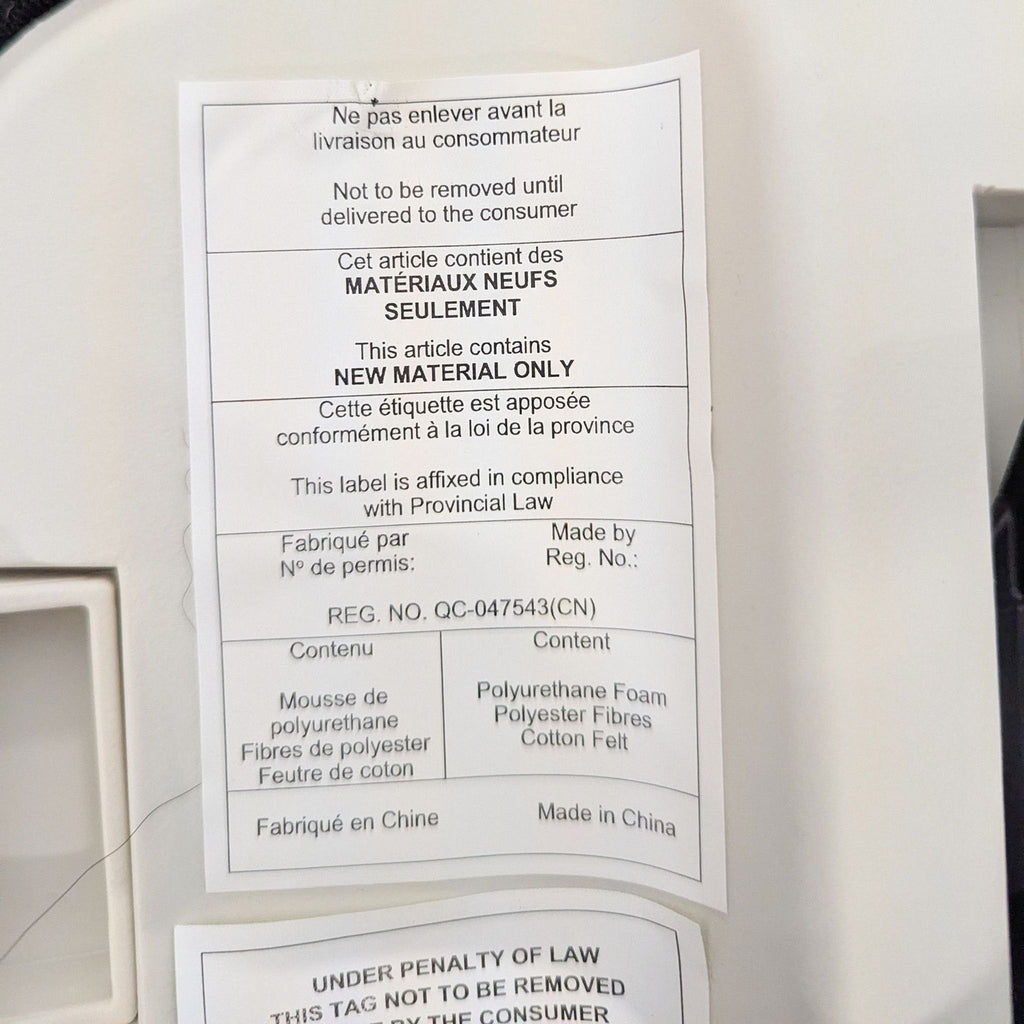 Ne pas enlever avant la
livraison au consommateur
Not to be removed until
delivered to the consumer
Cet article contient des
MATÉRIAUX NEUFS
SEULEMENT
This article contains
NEW MATERIAL ONLY
Cette étiquette est apposée
conformément à la loi de la province
This label is affixed in compliance
with Provincial Law
Fabriqué par
Nº de permis:
Made by
Reg. No.:
REG. NO. QC-047543(CN)
Contenu
Mousse de
polyurethane
Fibres de polyester
Feutre de coton
Content
Polyurethane Foam
Polyester Fibres
Cotton Felt
Fabriqué en Chine
Made in China
UNDER PENALTY OF LAW
THIS TAG NOT TO BE REMOVED
BY THE CONSUMER